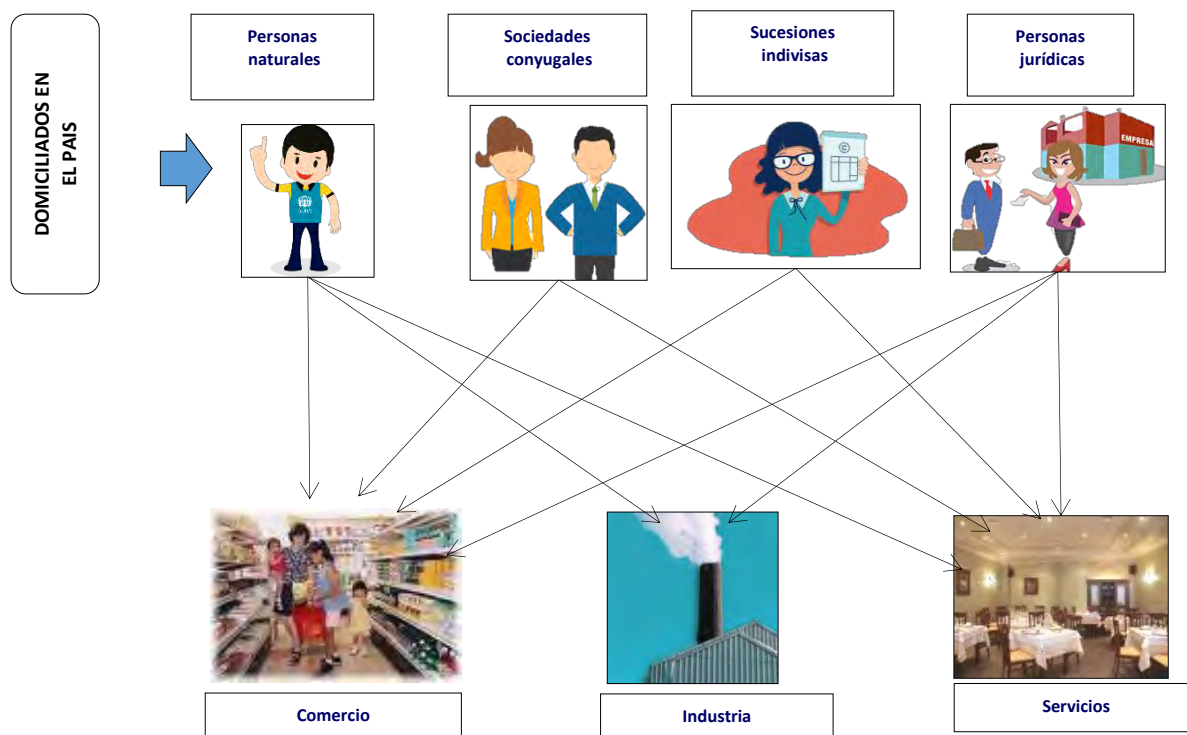 DOMICILIADOS EN
EL PAIS
Personas
naturales
Sociedades
conyugales
Sucesiones
indivisas
Personas
jurídicas
EMPRESA
Comercio
Industria
Servicios